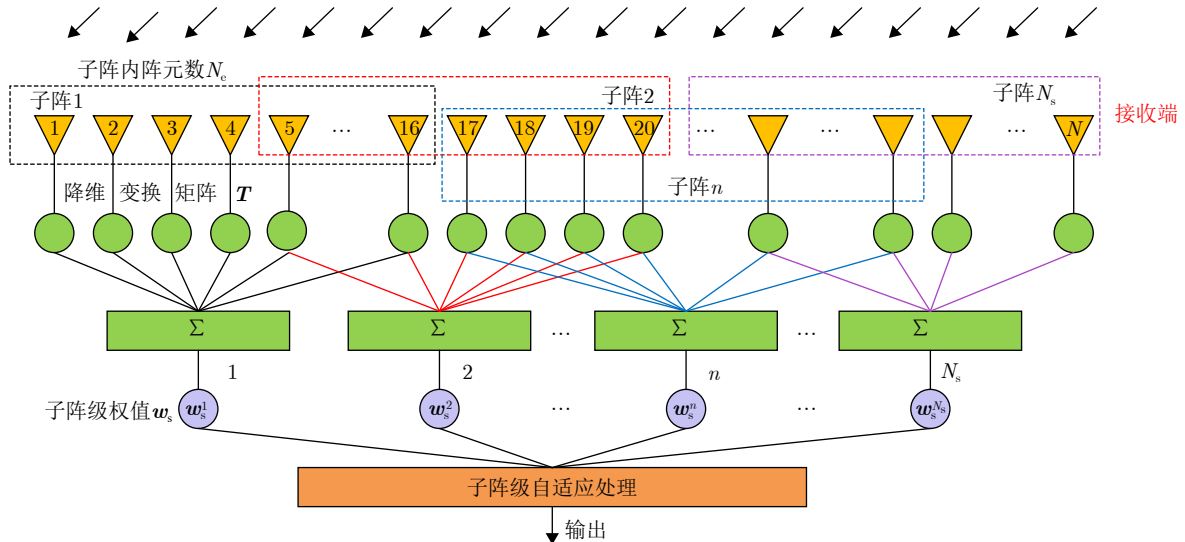 子阵内阵元数Nₑ
子阵1
子阵2
子阵Nₛ
接收端
1 2 3 4 5 … 16 17 18 19 20 … … … N
降维 变换 矩阵 T
子阵n
Σ Σ … Σ … Σ
1 2 n Nₛ
子阵级权值wₛ wₛ¹ wₛ² … wₛⁿ … wₛᴺₛ
子阵级自适应处理
输出